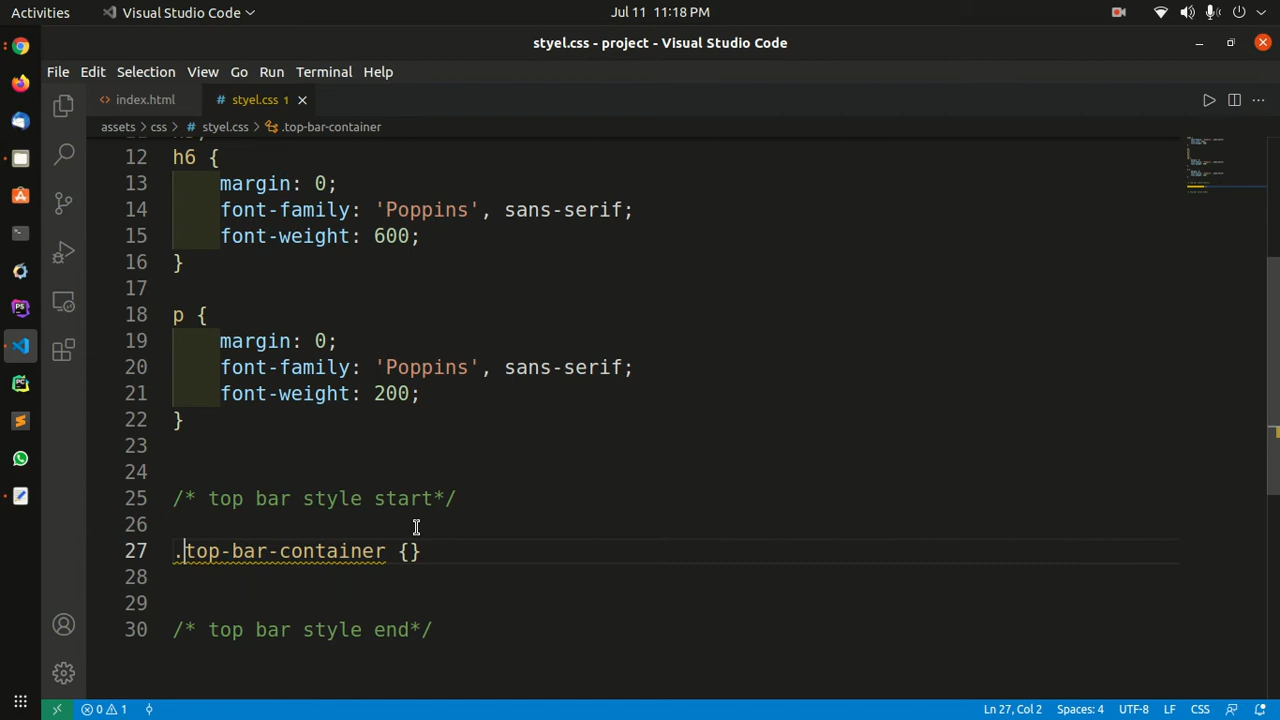 Activities
Visual Studio Code
Jul 11 11:18 PM
styel.css - project - Visual Studio Code
File Edit Selection View Go Run Terminal Help
index.html
styel.css 1
assets > css > styel.css > .top-bar-container
12 h6 {
13 margin: 0;
14 font-family: 'Poppins', sans-serif;
15 font-weight: 600;
16 }
17
18 p {
19 margin: 0;
20 font-family: 'Poppins', sans-serif;
21 font-weight: 200;
22 }
23
24
25 /* top bar style start*/
26
27 .top-bar-container {}
28
29
30 /* top bar style end*/
0 1
Ln 27, Col 2
Spaces: 4
UTF-8
LF
CSS